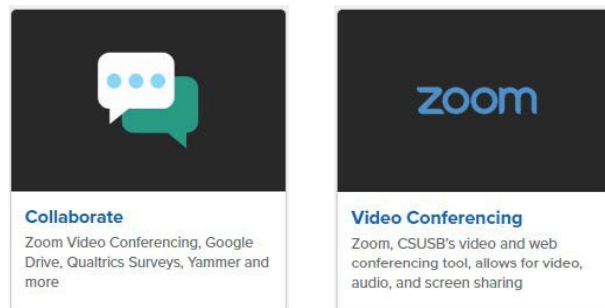 zoom
Collaborate
Zoom Video Conferencing, Google
Drive, Qualtrics Surveys, Yammer and
more
Video Conferencing
Zoom, CSUSB's video and web
conferencing tool, allows for video,
audio, and screen sharing